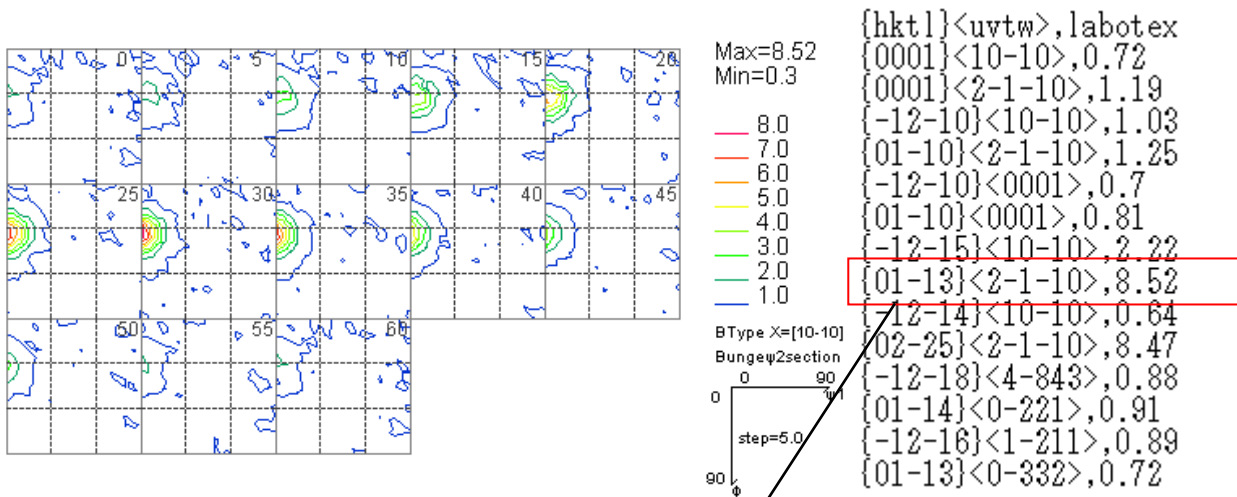 0 5 10 15 20
25 30 35 40 45
50 55 60
Max=8.52
Min=0.3
8.0
7.0
6.0
5.0
4.0
3.0
2.0
1.0
BType X=[10-10]
Bungeψ2section
0 90
0 ψ1
step=5.0
90
Φ
{hktl}<uvtw>,labotex
{0001}<10-10>,0.72
{0001}<2-1-10>,1.19
{-12-10}<10-10>,1.03
{01-10}<2-1-10>,1.25
{-12-10}<0001>,0.7
{01-10}<0001>,0.81
{-12-15}<10-10>,2.22
{01-13}<2-1-10>,8.52
{-12-14}<10-10>,0.64
{02-25}<2-1-10>,8.47
{-12-18}<4-843>,0.88
{01-14}<0-221>,0.91
{-12-16}<1-211>,0.89
{01-13}<0-332>,0.72